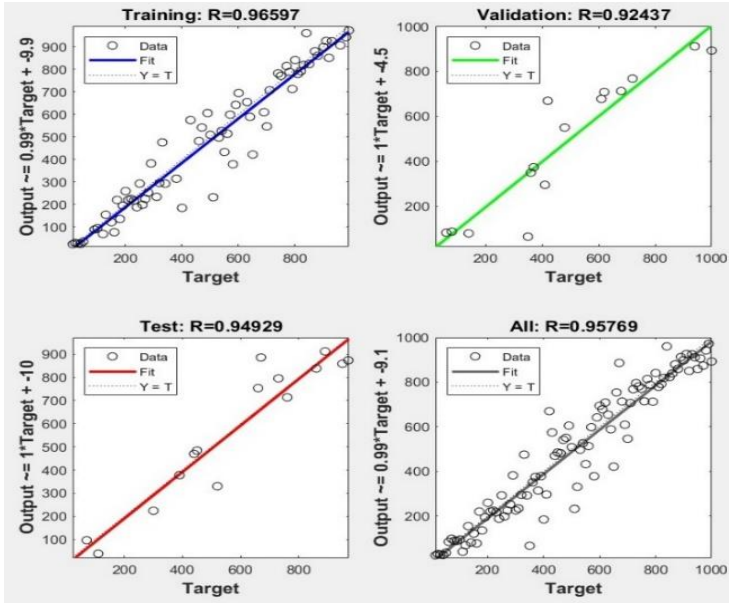 Training: R=0.96597
Output ~= 0.99*Target + -9.9
900
800
700
600
500
400
300
200
100
Data
Fit
Y = T
200 400 600 800
Target
Validation: R=0.92437
Output ~= 1*Target + -4.5
1000
800
600
400
200
Data
Fit
Y = T
200 400 600 800 1000
Target
Test: R=0.94929
Output ~= 1*Target + -10
900
800
700
600
500
400
300
200
100
Data
Fit
Y = T
200 400 600 800
Target
All: R=0.95769
Output ~= 0.99*Target + -9.1
1000
800
600
400
200
Data
Fit
Y = T
200 400 600 800 1000
Target